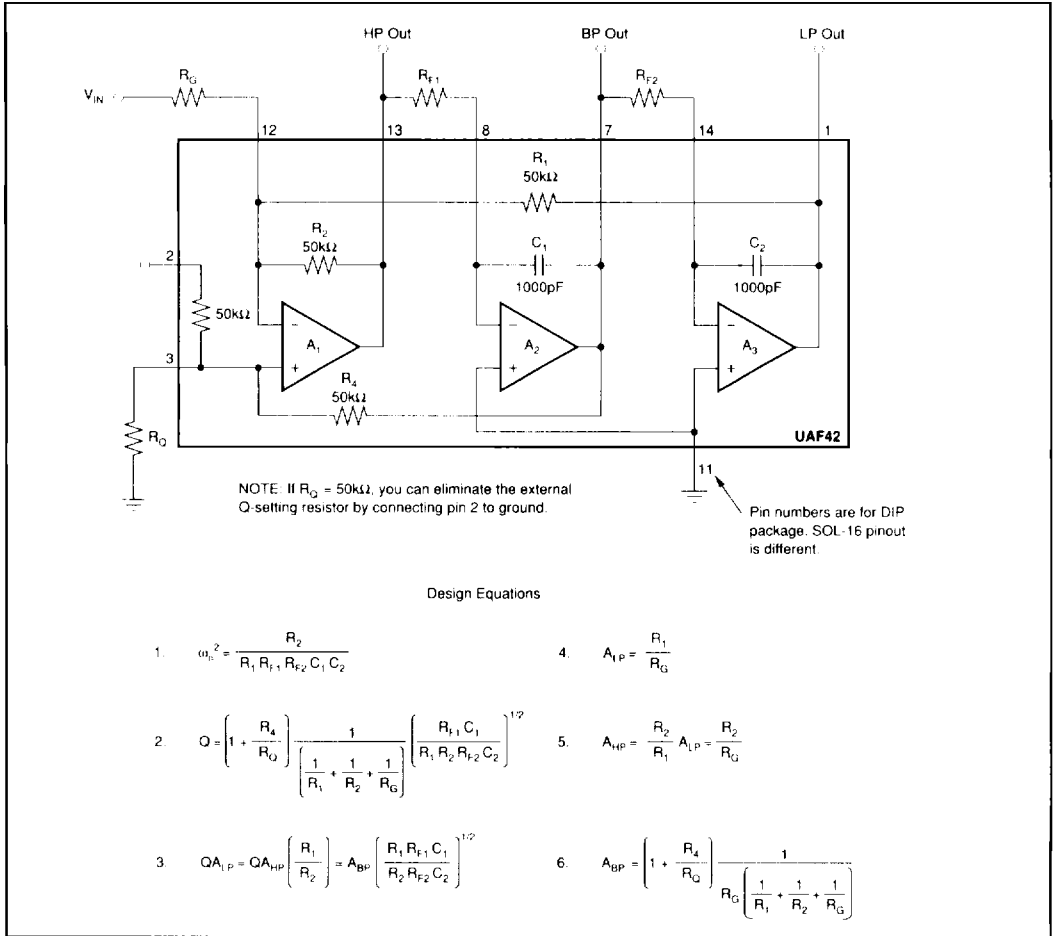 HP Out
BP Out
LP Out
R_G
R_F1
R_F2
V_IN
12
13
8
7
14
1
R_1
50kΩ
R_2
50kΩ
C_1
1000pF
C_2
1000pF
2
50kΩ
3
A_1
A_2
A_3
R_4
50kΩ
R_Q
UAF42
11
NOTE: If R_Q = 50kΩ, you can eliminate the external
Q-setting resistor by connecting pin 2 to ground.
Pin numbers are for DIP
package. SOL-16 pinout
is different.
Design Equations
1. ω_n² = R_2 / (R_1 R_F1 R_F2 C_1 C_2)
4. A_LP = R_1 / R_G
2. Q = (1 + R_4 / R_Q) 1 / (1/R_1 + 1/R_2 + 1/R_G) (R_F1 C_1 / (R_1 R_2 R_F2 C_2))^1/2
5. A_HP = R_2 / R_1 A_LP = R_2 / R_G
3. QA_LP = QA_HP (R_1 / R_2) = A_BP (R_1 R_F1 C_1 / (R_2 R_F2 C_2))^1/2
6. A_BP = (1 + R_4 / R_Q) 1 / (R_G (1/R_1 + 1/R_2 + 1/R_G))